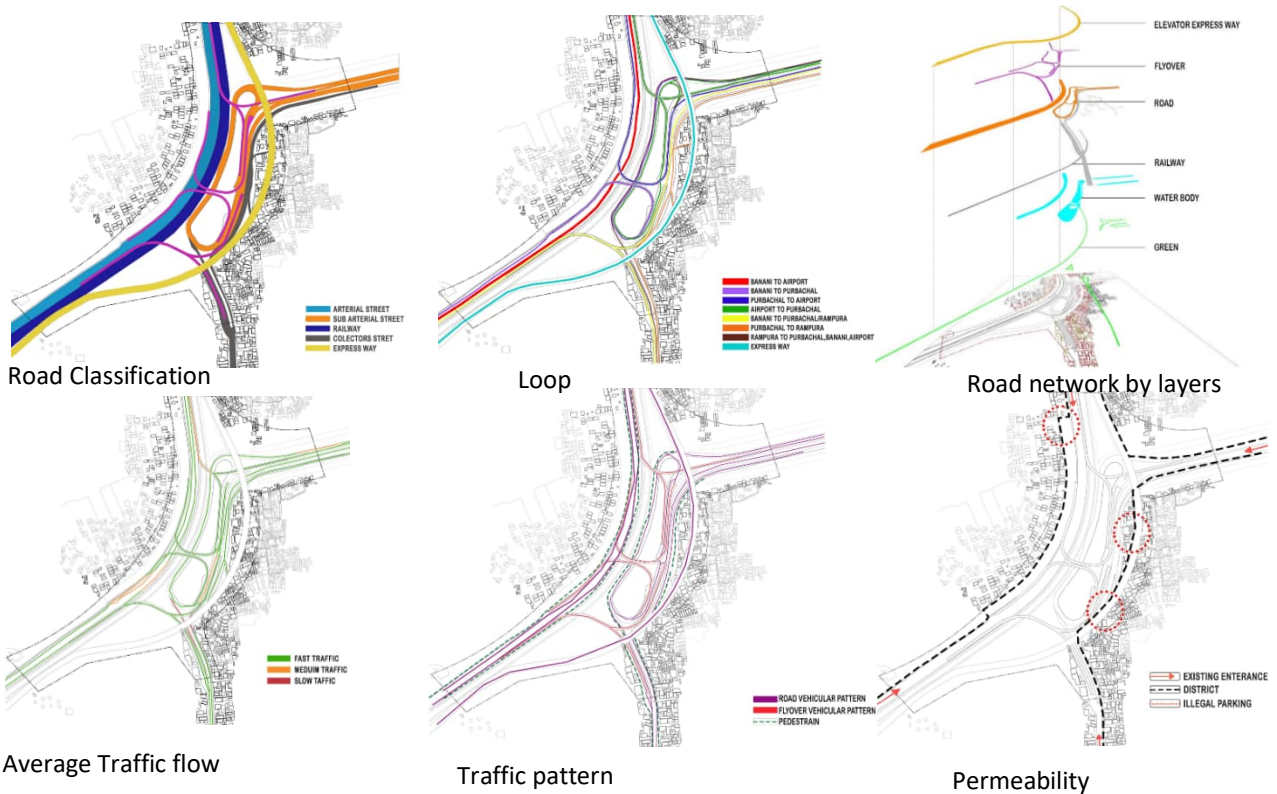 ARTERIAL STREET
SUB ARTERIAL STREET
RAILWAY
COLECTORS STRET
EXPRESS WAY
Road Classification
BANANI TO AIRPORT
BANANI TO PURBACHAL
PURBACHAL TO AIRPORT
AIRPORT TO PURBACHAL
BANANI TO PURBACHAL/RAMPURA
PURBACHAL TO RAMPURA
RAMPURA TO PURBACHAL,BANANI,AIRPORT
EXPRESS WAY
Loop
ELEVATOR EXPRESS WAY
FLYOVER
ROAD
RAILWAY
WATER BODY
GREEN
Road network by layers
FAST TRAFFIC
MEDUIM TRAFFIC
SLOW TAFFIC
Average Traffic flow
ROAD VEHICULAR PATTERN
FLYOVER VEHICULAR PATTERN
PEDESTRAIN
Traffic pattern
EXISTING ENTERANCE
DISTRICT
ILLEGAL PARKING
Permeability